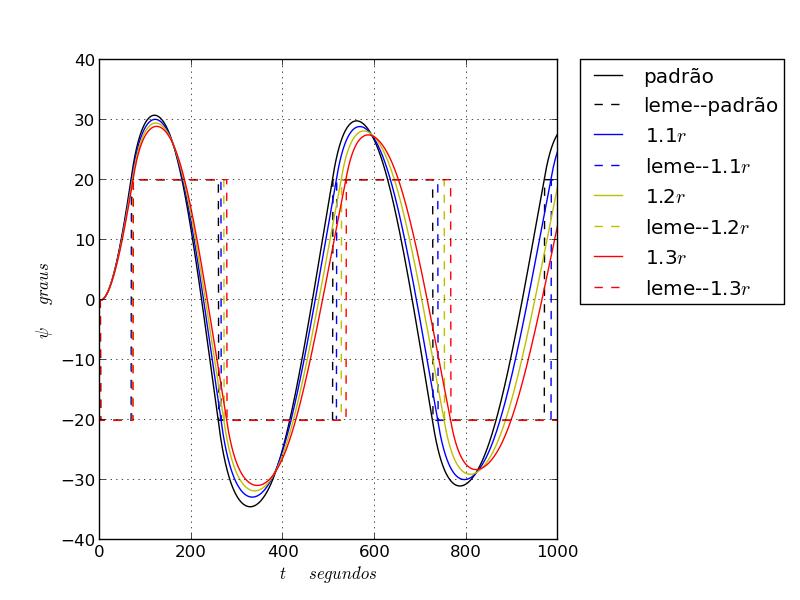 40
30
20
10
0
−10
−20
−30
−40
ψ graus
0 200 400 600 800 1000
t segundos
padrão
leme--padrão
1.1r
leme--1.1r
1.2r
leme--1.2r
1.3r
leme--1.3r